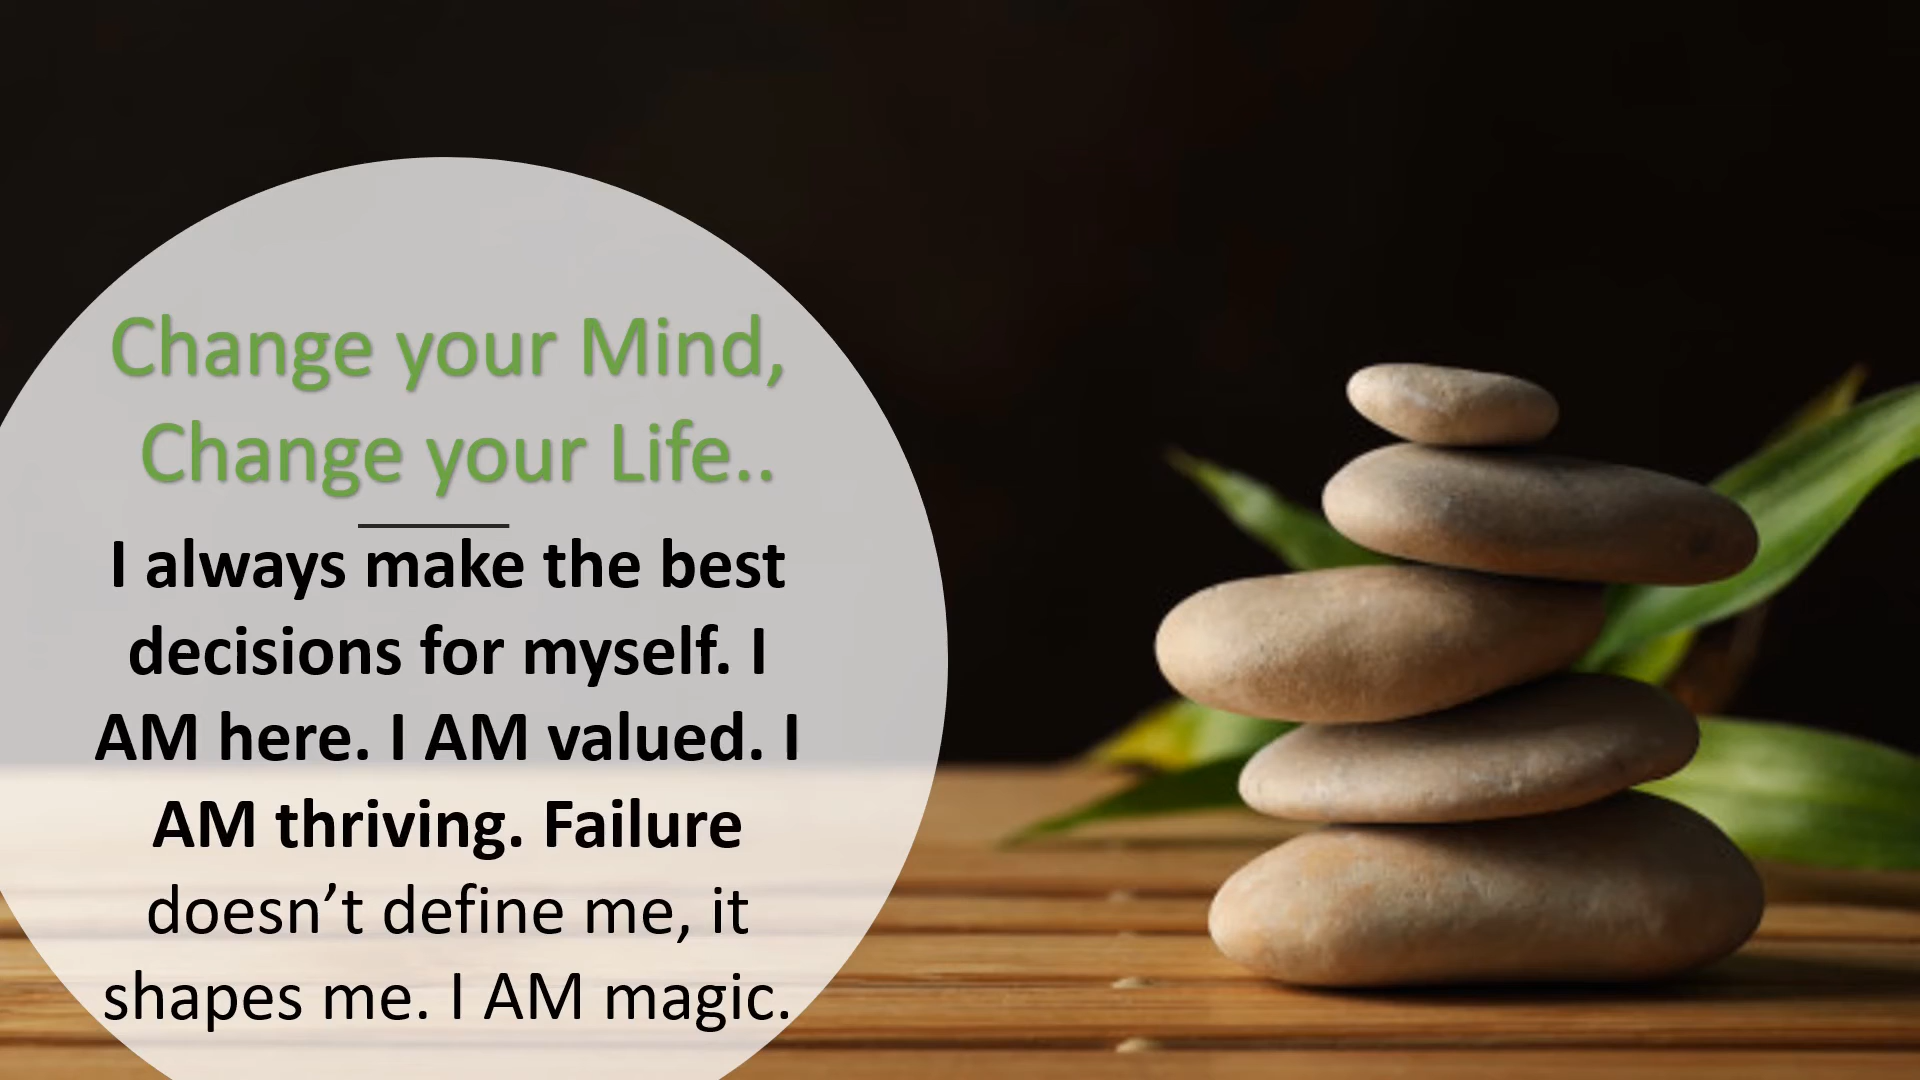 Change your Mind,
Change your Life..
I always make the best
decisions for myself. I
AM here. I AM valued. I
AM thriving. Failure
doesn’t define me, it
shapes me. I AM magic.